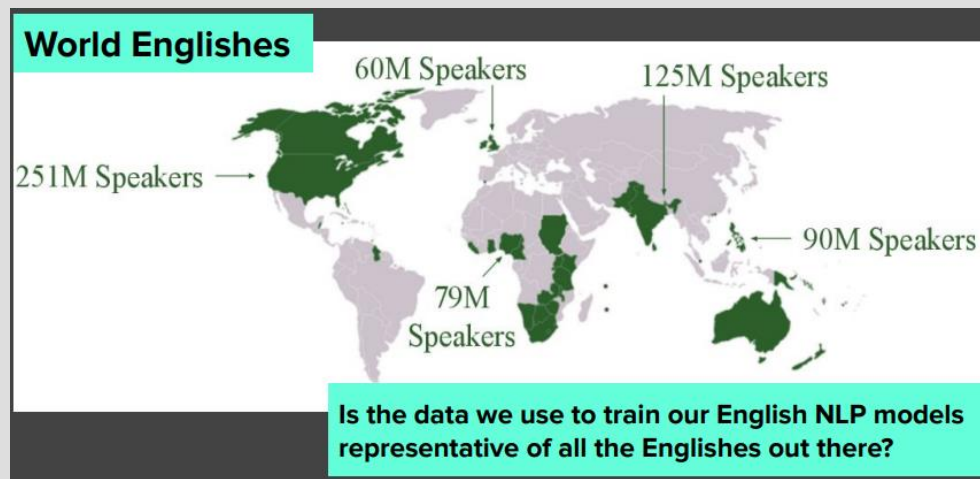 World Englishes
60M Speakers
125M Speakers
251M Speakers
90M Speakers
79M
Speakers
Is the data we use to train our English NLP models
representative of all the Englishes out there?